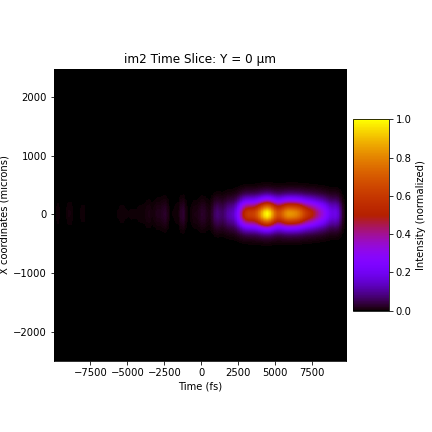 im2 Time Slice: Y = 0 μm
X coordinates (microns)
2000
1000
0
−1000
−2000
−7500 −5000 −2500 0 2500 5000 7500
Time (fs)
1.0
0.8
0.6
0.4
0.2
0.0
Intensity (normalized)